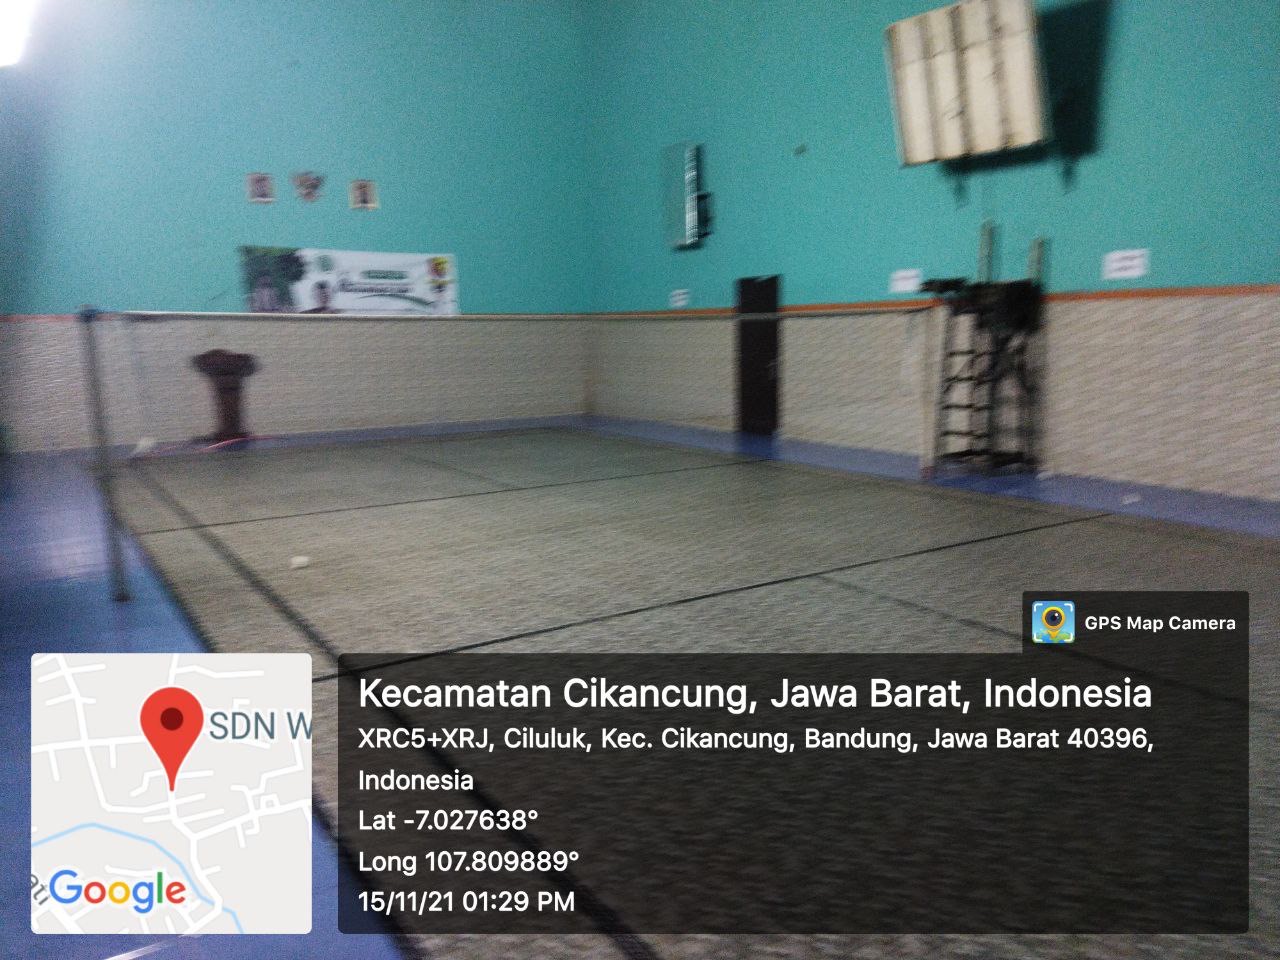 GPS Map Camera
Kecamatan Cikancung, Jawa Barat, Indonesia
XRC5+XRJ, Ciluluk, Kec. Cikancung, Bandung, Jawa Barat 40396,
Indonesia
Lat -7.027638°
Long 107.809889°
15/11/21 01:29 PM
SDN W
Google